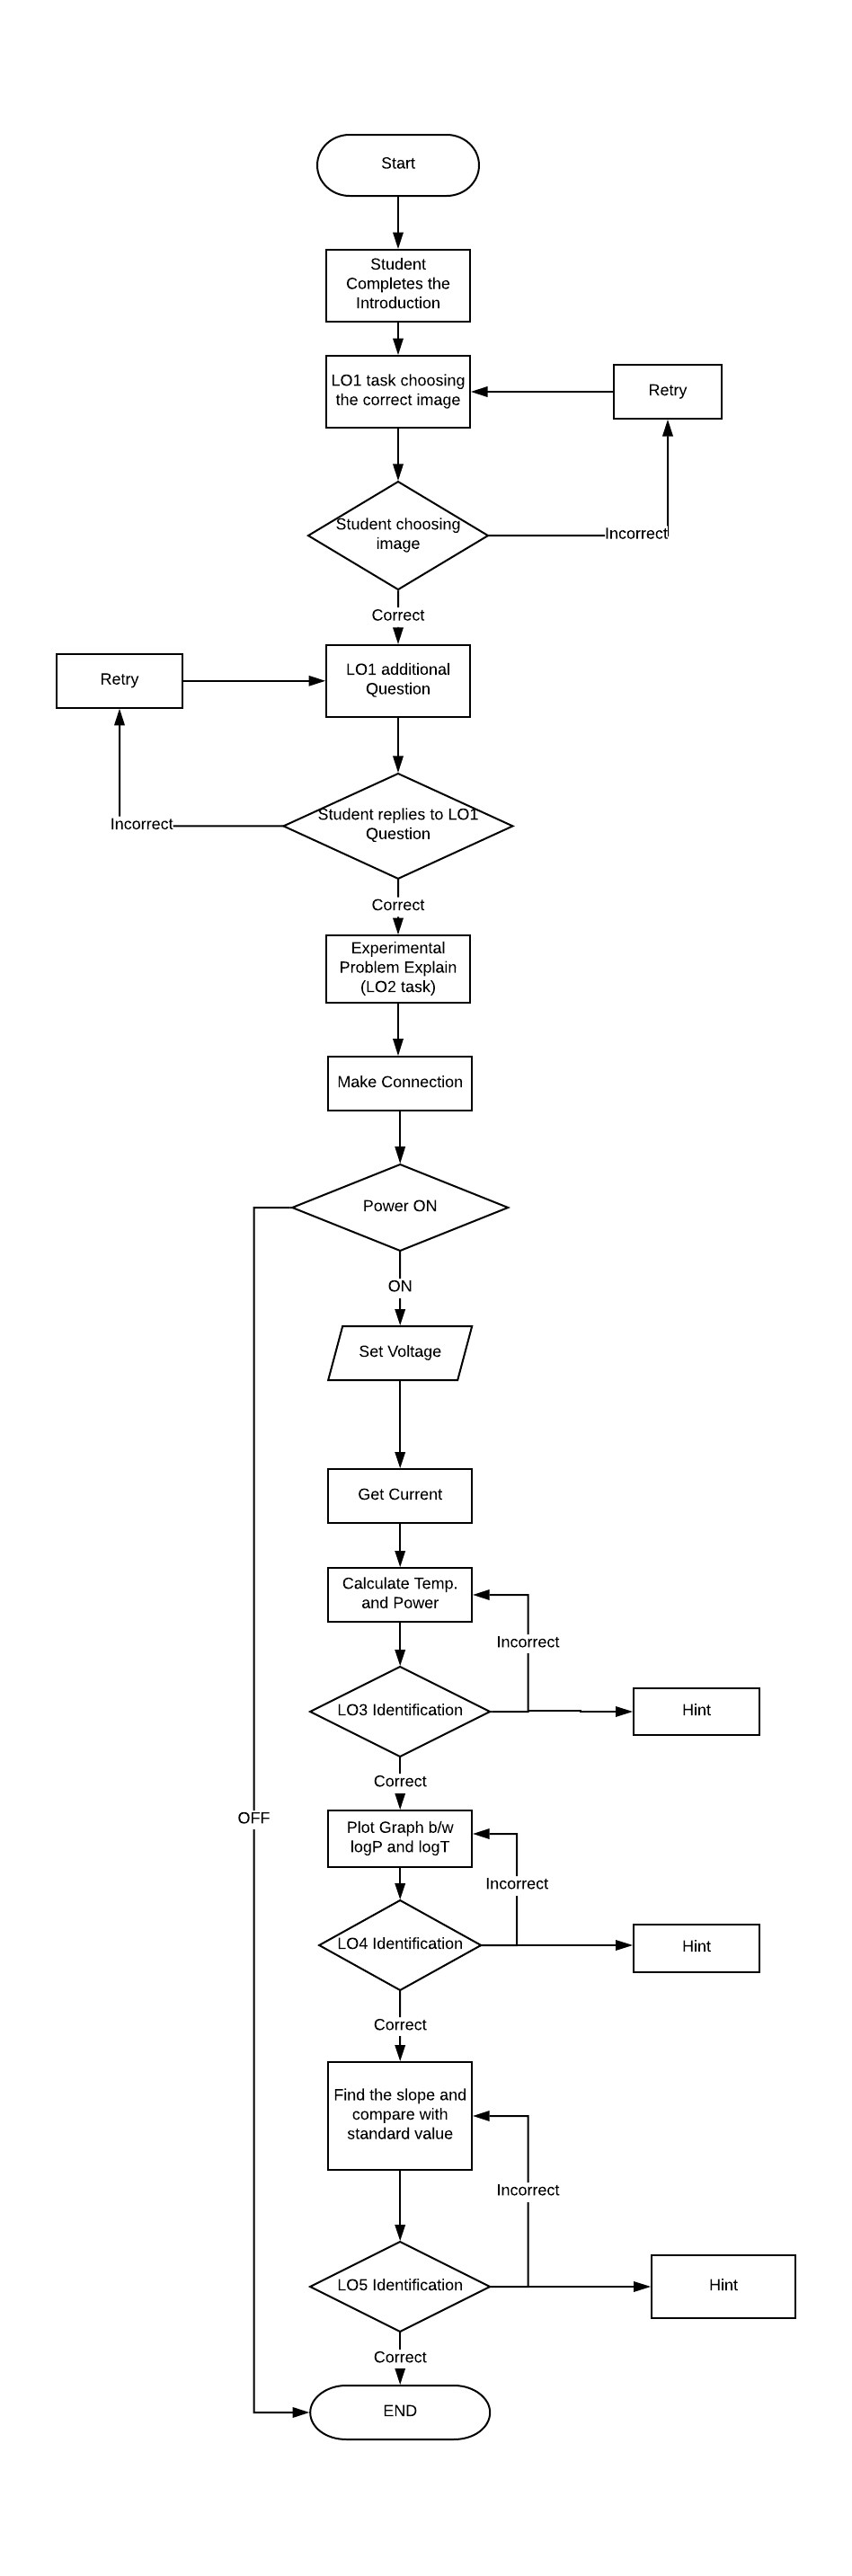 Start
Student
Completes the
Introduction
LO1 task choosing
the correct image
Retry
Student choosing
image
Incorrect
Correct
Retry
LO1 additional
Question
Student replies to LO1
Question
Incorrect
Correct
Experimental
Problem Explain
(LO2 task)
Make Connection
Power ON
ON
Set Voltage
Get Current
Calculate Temp.
and Power
Incorrect
LO3 Identification
Hint
Correct
OFF
Plot Graph b/w
logP and logT
Incorrect
LO4 Identification
Hint
Correct
Find the slope and
compare with
standard value
Incorrect
LO5 Identification
Hint
Correct
END